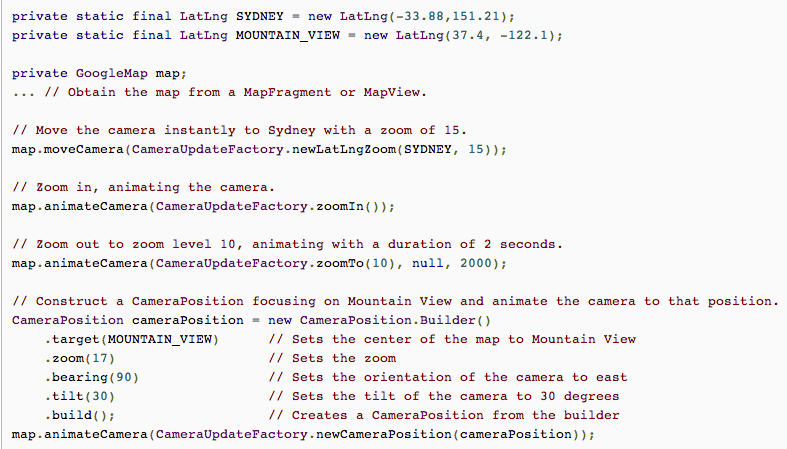 private static final LatLng SYDNEY = new LatLng(-33.88,151.21);
private static final LatLng MOUNTAIN_VIEW = new LatLng(37.4, -122.1);

private GoogleMap map;
... // Obtain the map from a MapFragment or MapView.

// Move the camera instantly to Sydney with a zoom of 15.
map.moveCamera(CameraUpdateFactory.newLatLngZoom(SYDNEY, 15));

// Zoom in, animating the camera.
map.animateCamera(CameraUpdateFactory.zoomIn());

// Zoom out to zoom level 10, animating with a duration of 2 seconds.
map.animateCamera(CameraUpdateFactory.zoomTo(10), null, 2000);

// Construct a CameraPosition focusing on Mountain View and animate the camera to that position.
CameraPosition cameraPosition = new CameraPosition.Builder()
    .target(MOUNTAIN_VIEW)      // Sets the center of the map to Mountain View
    .zoom(17)                   // Sets the zoom
    .bearing(90)                // Sets the orientation of the camera to east
    .tilt(30)                   // Sets the tilt of the camera to 30 degrees
    .build();                   // Creates a CameraPosition from the builder
map.animateCamera(CameraUpdateFactory.newCameraPosition(cameraPosition));